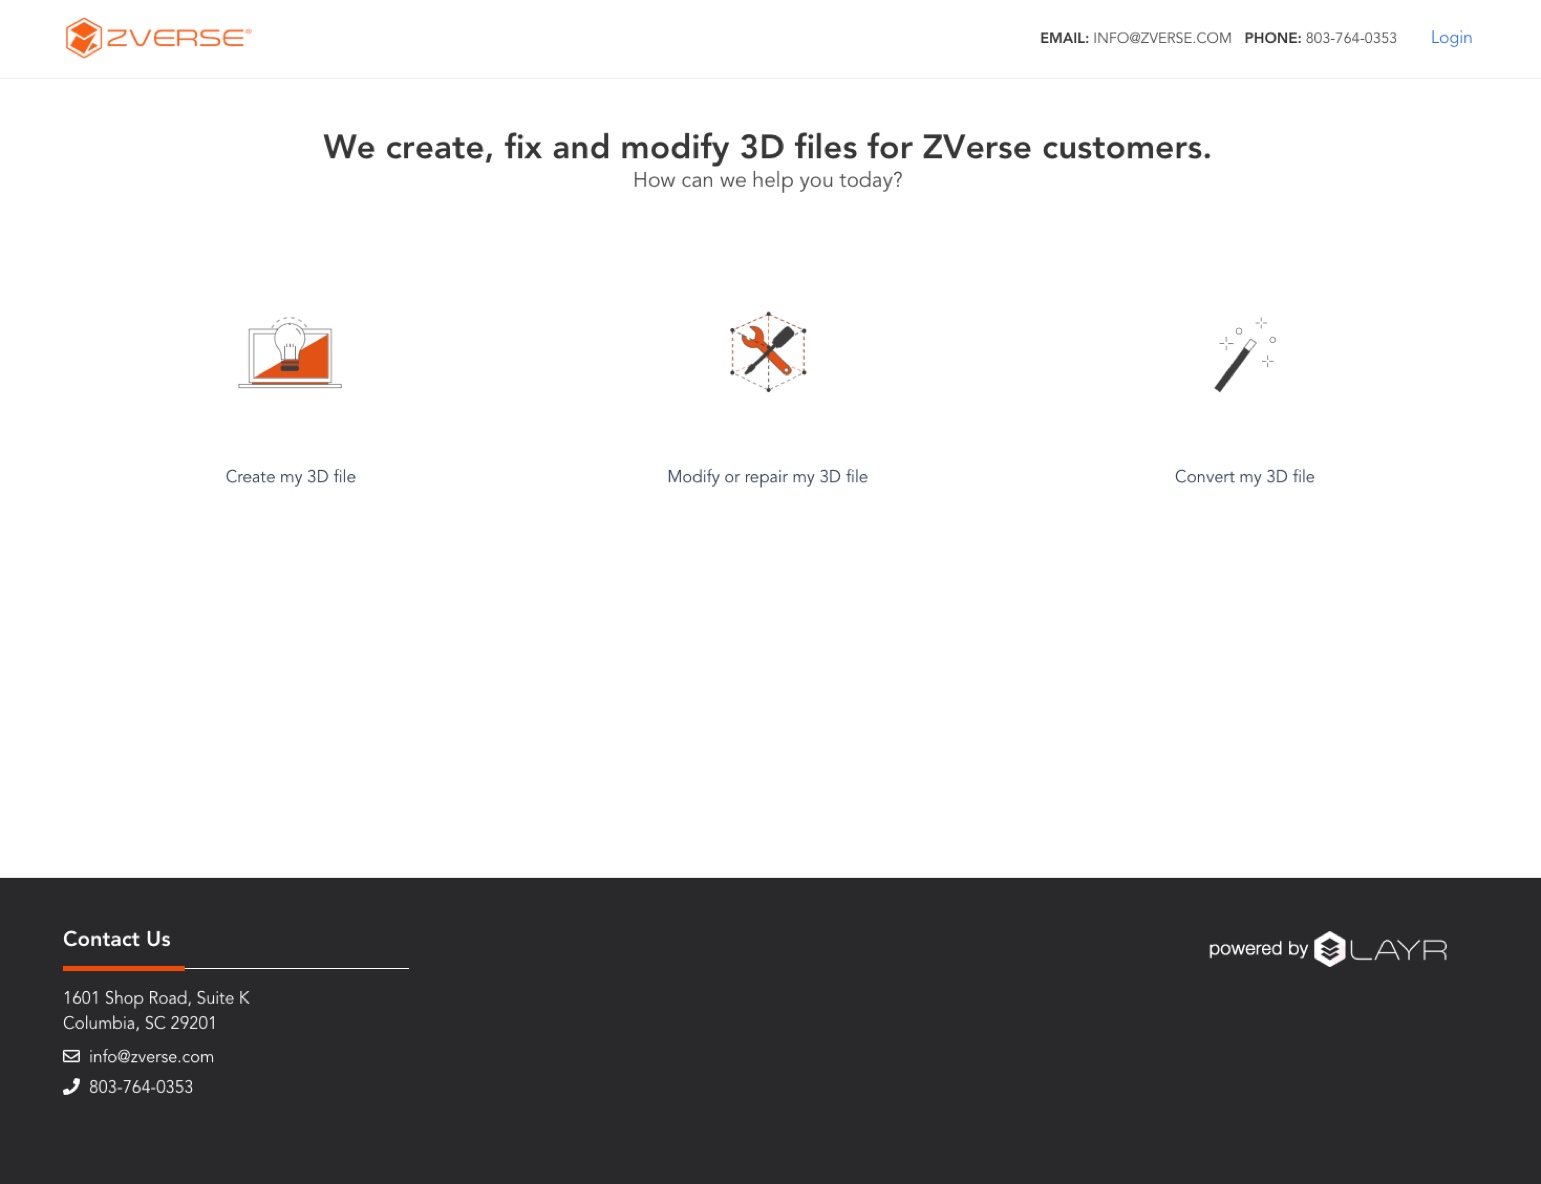 ZVERSE®
EMAIL: INFO@ZVERSE.COM PHONE: 803-764-0353 Login
We create, fix and modify 3D files for ZVerse customers.
How can we help you today?
Create my 3D file
Modify or repair my 3D file
Convert my 3D file
Contact Us
powered by LAYR
1601 Shop Road, Suite K
Columbia, SC 29201
info@zverse.com
803-764-0353